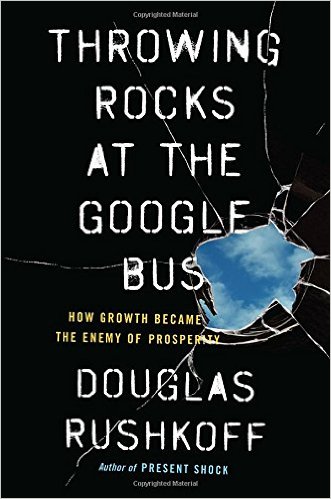 THROWING
ROCKS
AT THE
GOOGLE
BUS
HOW GROWTH BECAME
THE ENEMY OF PROSPERITY
DOUGLAS
RUSHKOFF
Author of PRESENT SHOCK